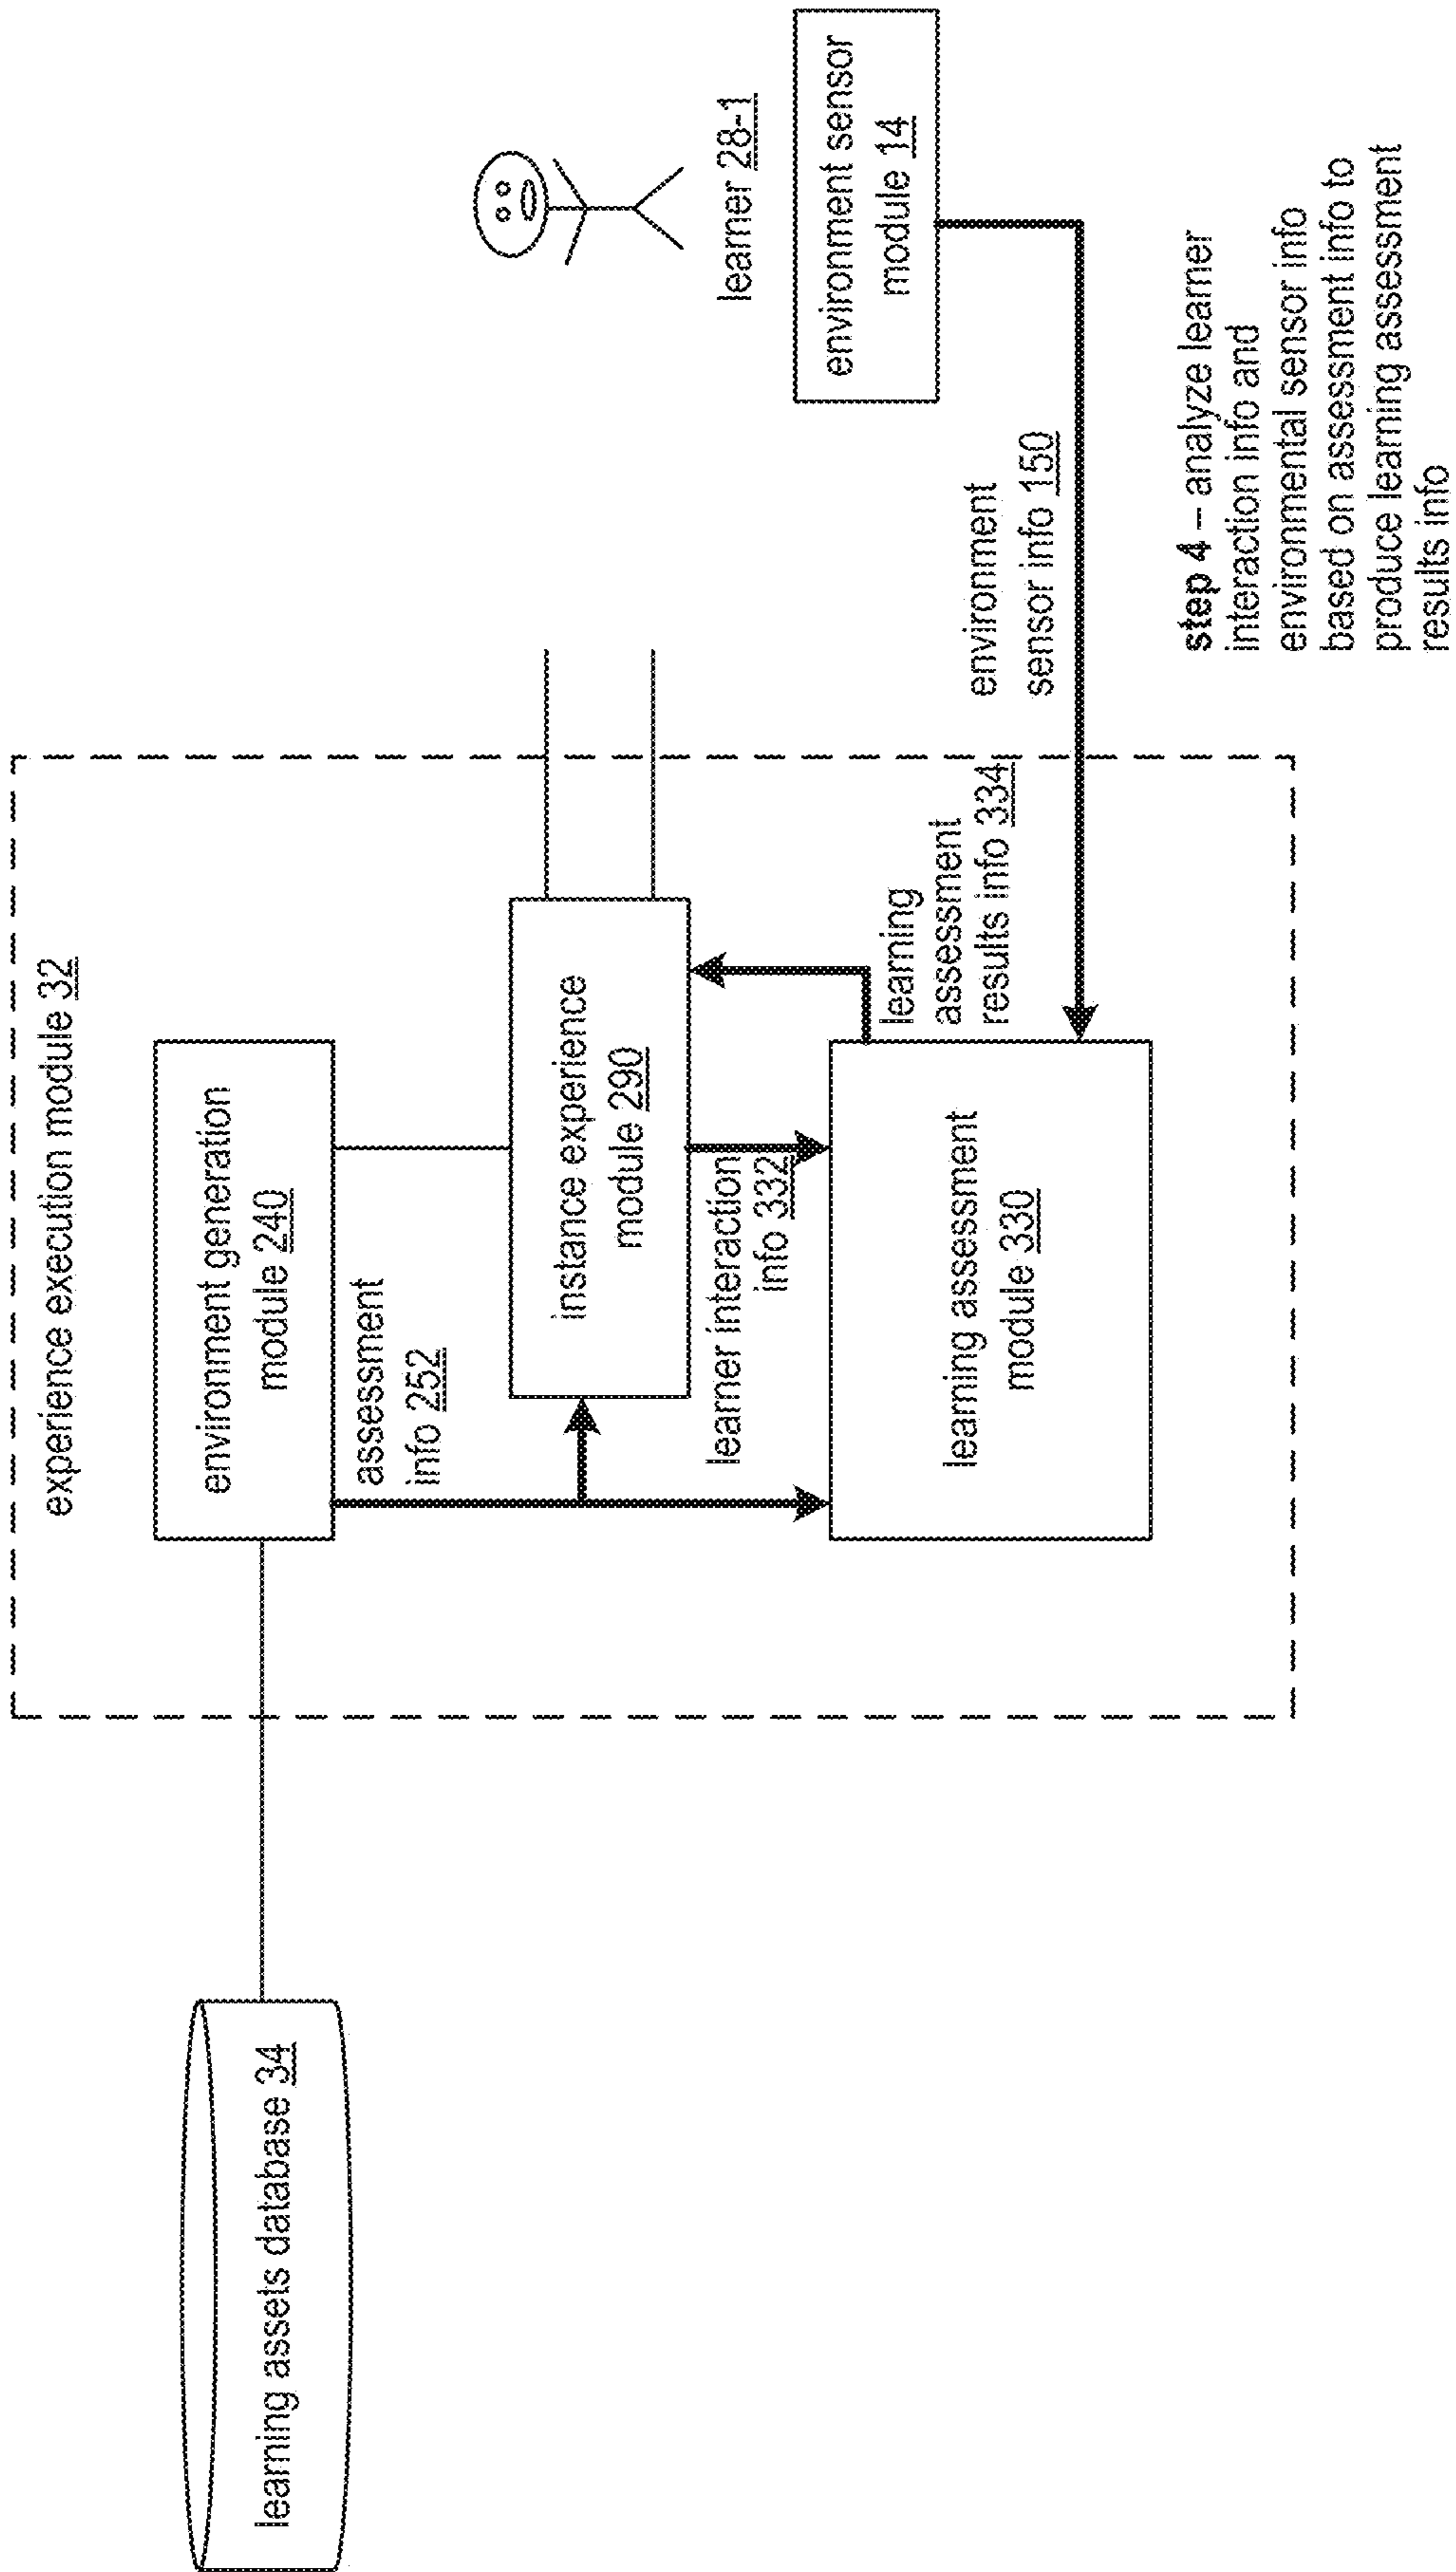 experience execution module 32
learning assets database 34
environment generation
module 240
assessment
info 252
instance experience
module 290
learner interaction
info 332
learning
assessment
results info 334
learning assessment
module 330
learner 28-1
environment sensor
module 14
environment
sensor info 150
step 4 – analyze learner
interaction info and
environmental sensor info
based on assessment info to
produce learning assessment
results info